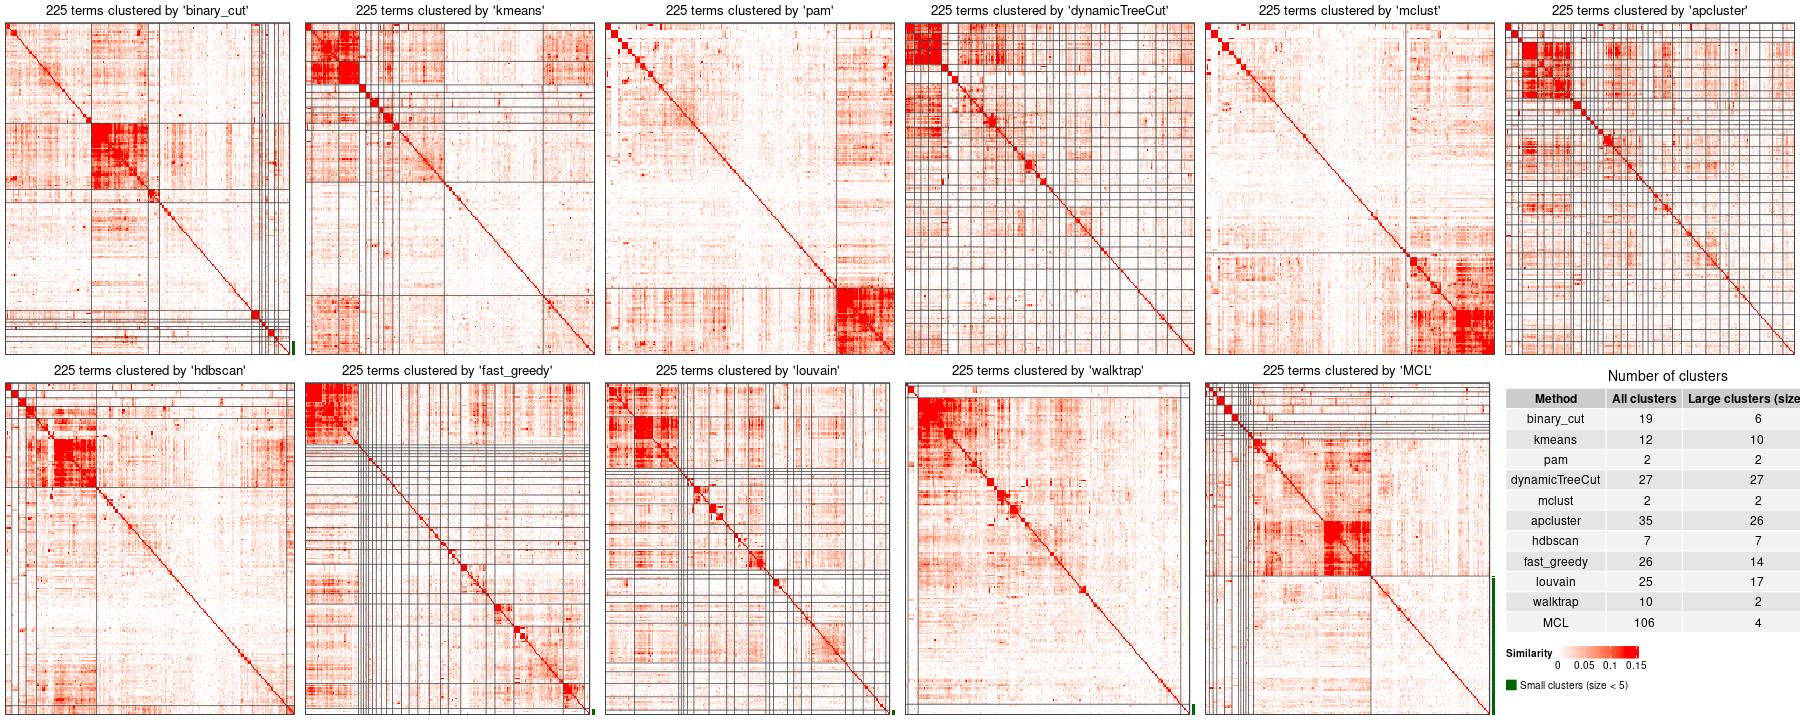 225 terms clustered by 'binary_cut'
225 terms clustered by 'kmeans'
225 terms clustered by 'pam'
225 terms clustered by 'dynamicTreeCut'
225 terms clustered by 'mclust'
225 terms clustered by 'apcluster'
225 terms clustered by 'hdbscan'
225 terms clustered by 'fast_greedy'
225 terms clustered by 'louvain'
225 terms clustered by 'walktrap'
225 terms clustered by 'MCL'
Number of clusters
Method All clusters Large clusters (size
binary_cut 19 6
kmeans 12 10
pam 2 2
dynamicTreeCut 27 27
mclust 2 2
apcluster 35 26
hdbscan 7 7
fast_greedy 26 14
louvain 25 17
walktrap 10 2
MCL 106 4
Similarity
0 0.05 0.1 0.15
Small clusters (size < 5)